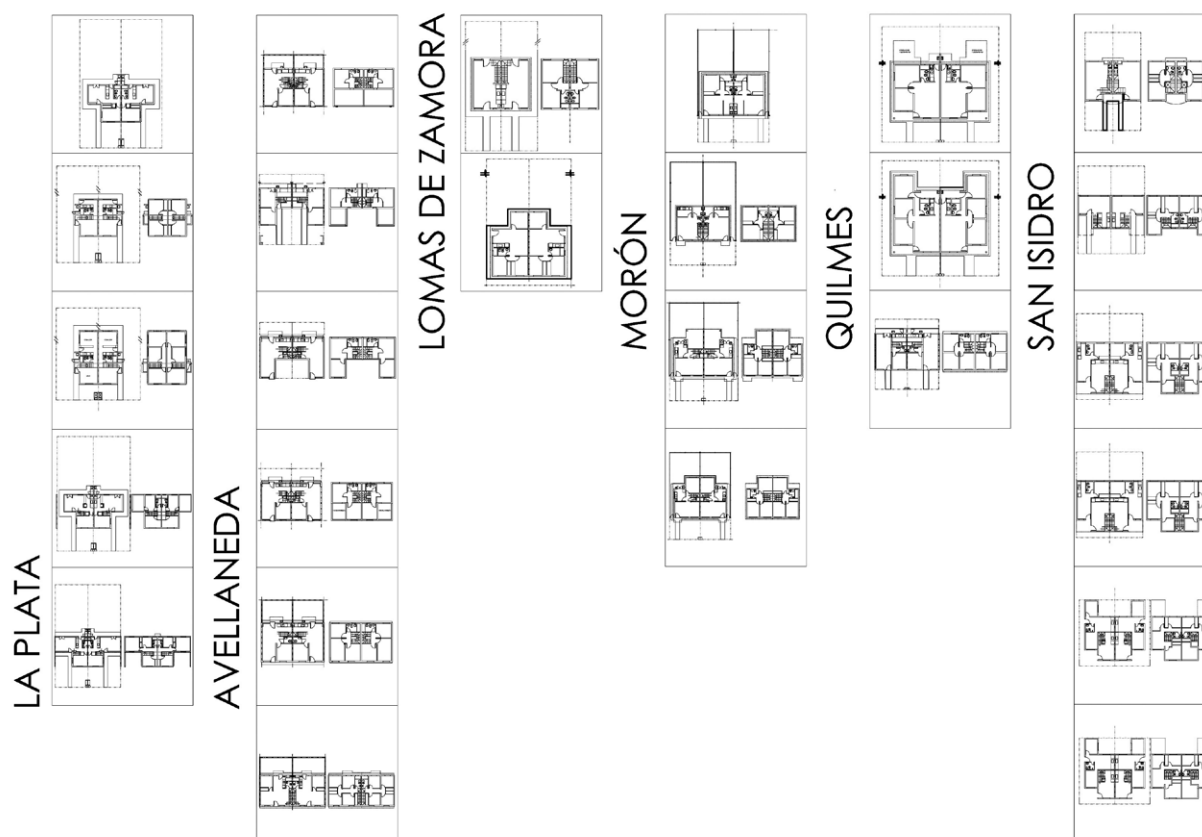 LA PLATA
AVELLANEDA
LOMAS DE ZAMORA
MORÓN
QUILMES
SAN ISIDRO